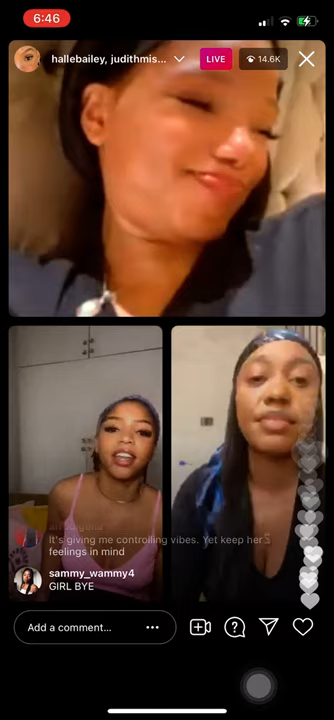 6:46
hallebailey, judithmis...
LIVE
14.6K
It's giving me controlling vibes. Yet keep her
feelings in mind
sammy_wammy4
GIRL BYE
Add a comment...